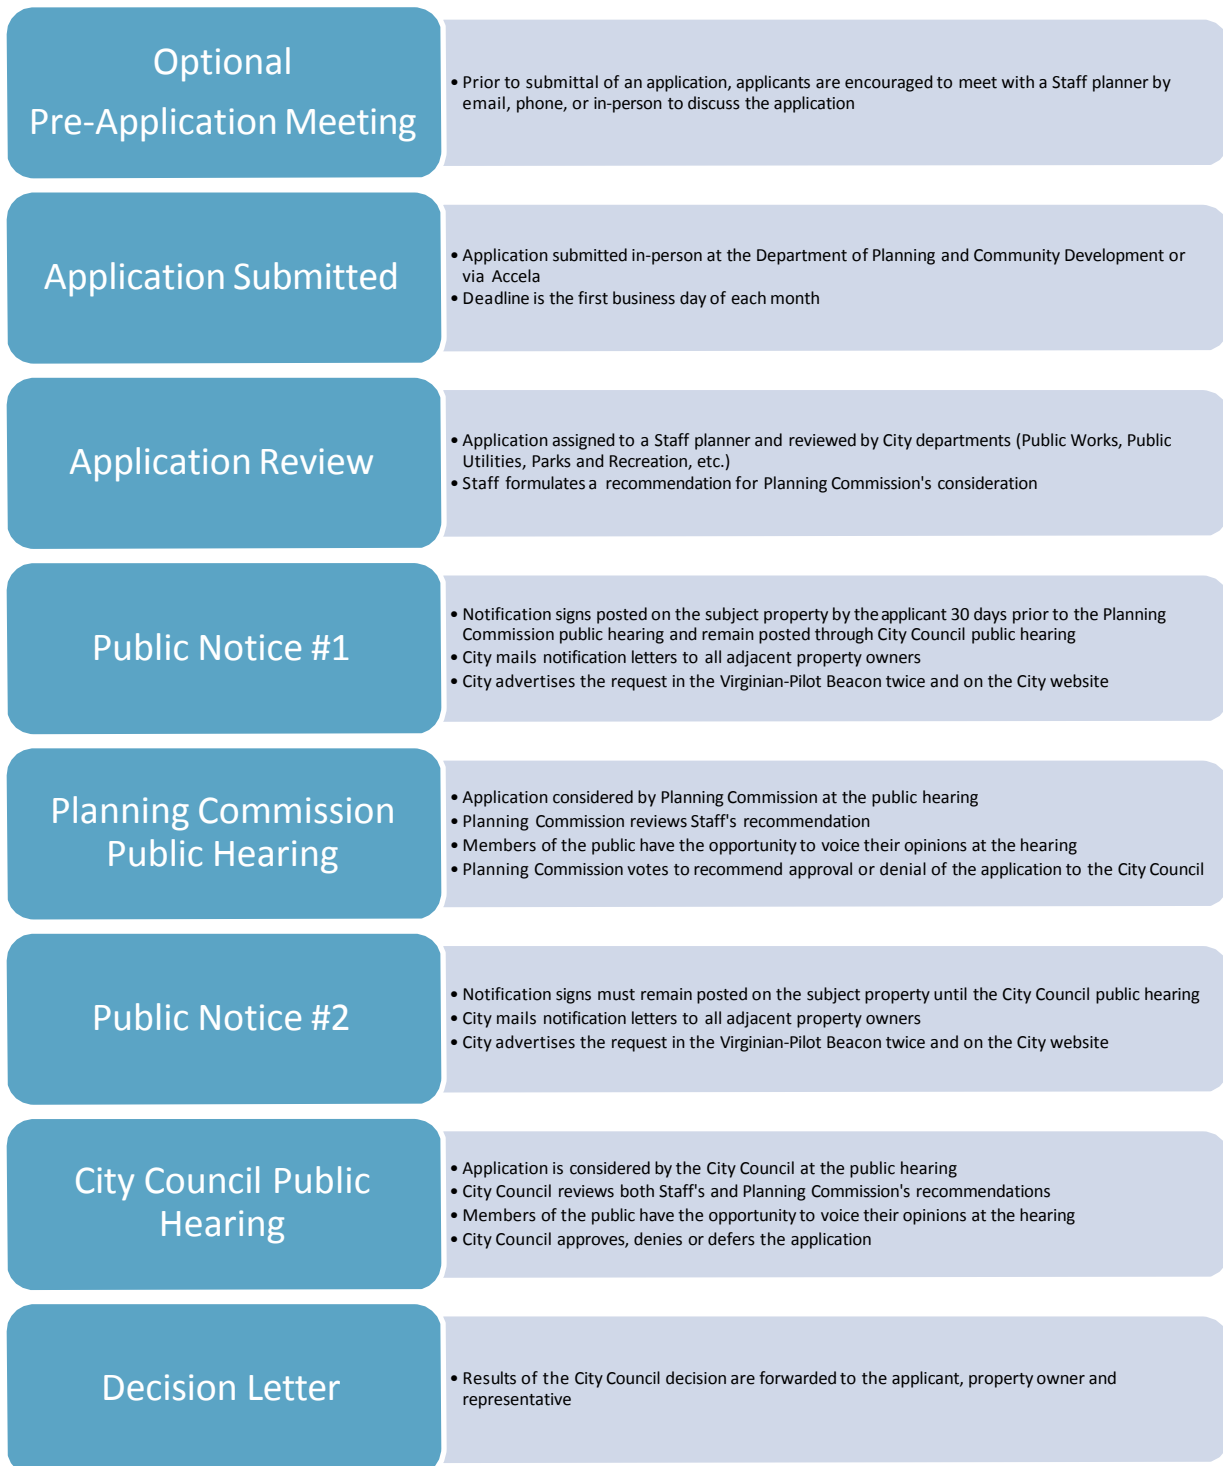 Optional
Pre-Application Meeting
• Prior to submittal of an application, applicants are encouraged to meet with a Staff planner by
email, phone, or in-person to discuss the application
Application Submitted
• Application submitted in-person at the Department of Planning and Community Development or
via Accela
• Deadline is the first business day of each month
Application Review
• Application assigned to a Staff planner and reviewed by City departments (Public Works, Public
Utilities, Parks and Recreation, etc.)
• Staff formulates a recommendation for Planning Commission's consideration
Public Notice #1
• Notification signs posted on the subject property by the applicant 30 days prior to the Planning
Commission public hearing and remain posted through City Council public hearing
• City mails notification letters to all adjacent property owners
• City advertises the request in the Virginian-Pilot Beacon twice and on the City website
Planning Commission
Public Hearing
• Application considered by Planning Commission at the public hearing
• Planning Commission reviews Staff's recommendation
• Members of the public have the opportunity to voice their opinions at the hearing
• Planning Commission votes to recommend approval or denial of the application to the City Council
Public Notice #2
• Notification signs must remain posted on the subject property until the City Council public hearing
• City mails notification letters to all adjacent property owners
• City advertises the request in the Virginian-Pilot Beacon twice and on the City website
City Council Public
Hearing
• Application is considered by the City Council at the public hearing
• City Council reviews both Staff's and Planning Commission's recommendations
• Members of the public have the opportunity to voice their opinions at the hearing
• City Council approves, denies or defers the application
Decision Letter
• Results of the City Council decision are forwarded to the applicant, property owner and
representative